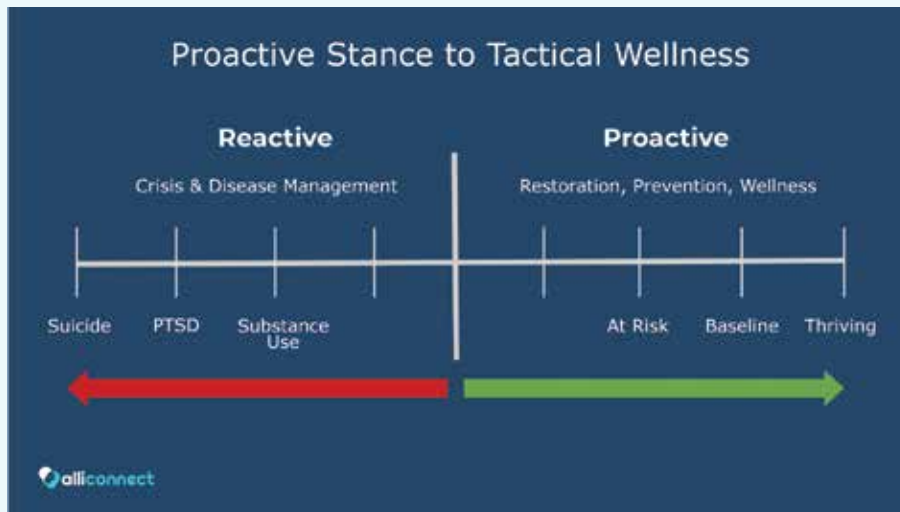 Proactive Stance to Tactical Wellness
Reactive
Proactive
Crisis & Disease Management
Restoration, Prevention, Wellness
Suicide
PTSD
Substance
Use
At Risk
Baseline
Thriving
alliconnect